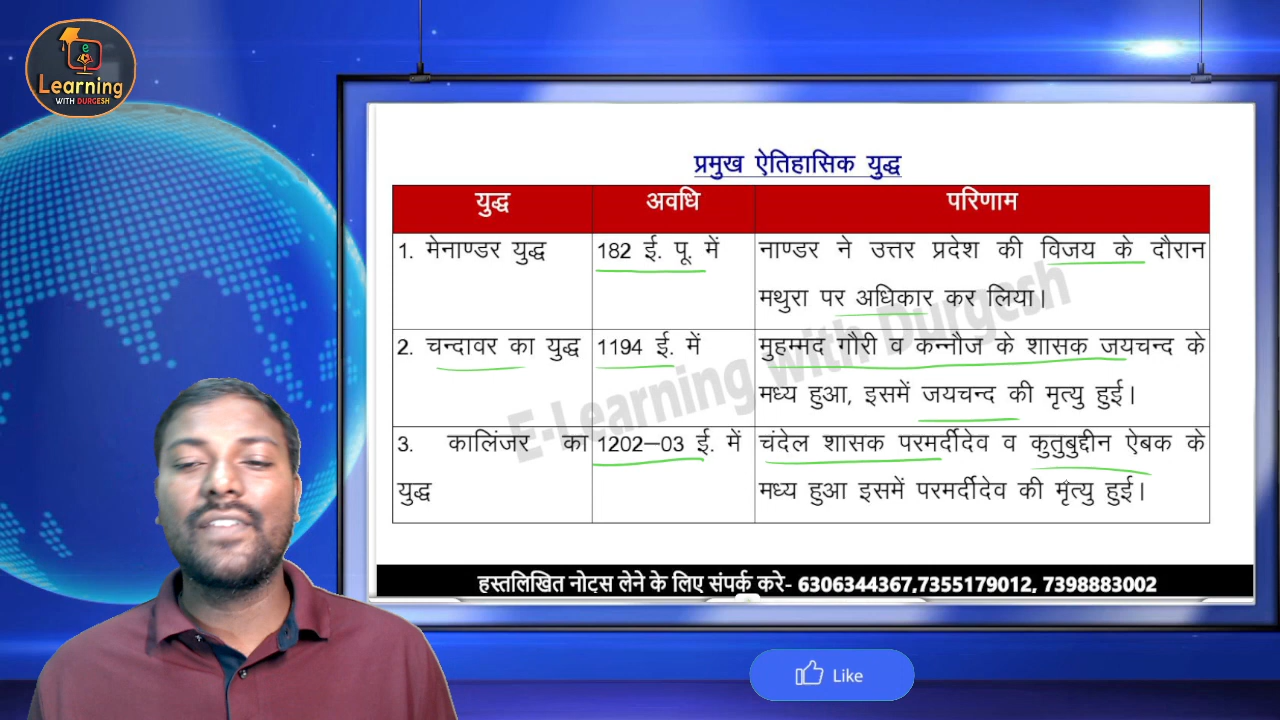 e
Learning
WITH DURGESH
प्रमुख ऐतिहासिक युद्ध
युद्ध अवधि परिणाम
1. मेनाण्डर युद्ध 182 ई. पू. में नाण्डर ने उत्तर प्रदेश की विजय के दौरान
मथुरा पर अधिकार कर लिया।
2. चन्दावर का युद्ध 1194 ई. में मुहम्मद गौरी व कन्नौज के शासक जयचन्द के
मध्य हुआ, इसमें जयचन्द की मृत्यु हुई।
3. कालिंजर का 1202–03 ई. में चंदेल शासक परमर्दीदेव व कुतुबुद्दीन ऐबक के
युद्ध मध्य हुआ इसमें परमर्दीदेव की मृत्यु हुई।
E-Learning with Durgesh
हस्तलिखित नोट्स लेने के लिए संपर्क करे- 6306344367,7355179012, 7398883002
Like